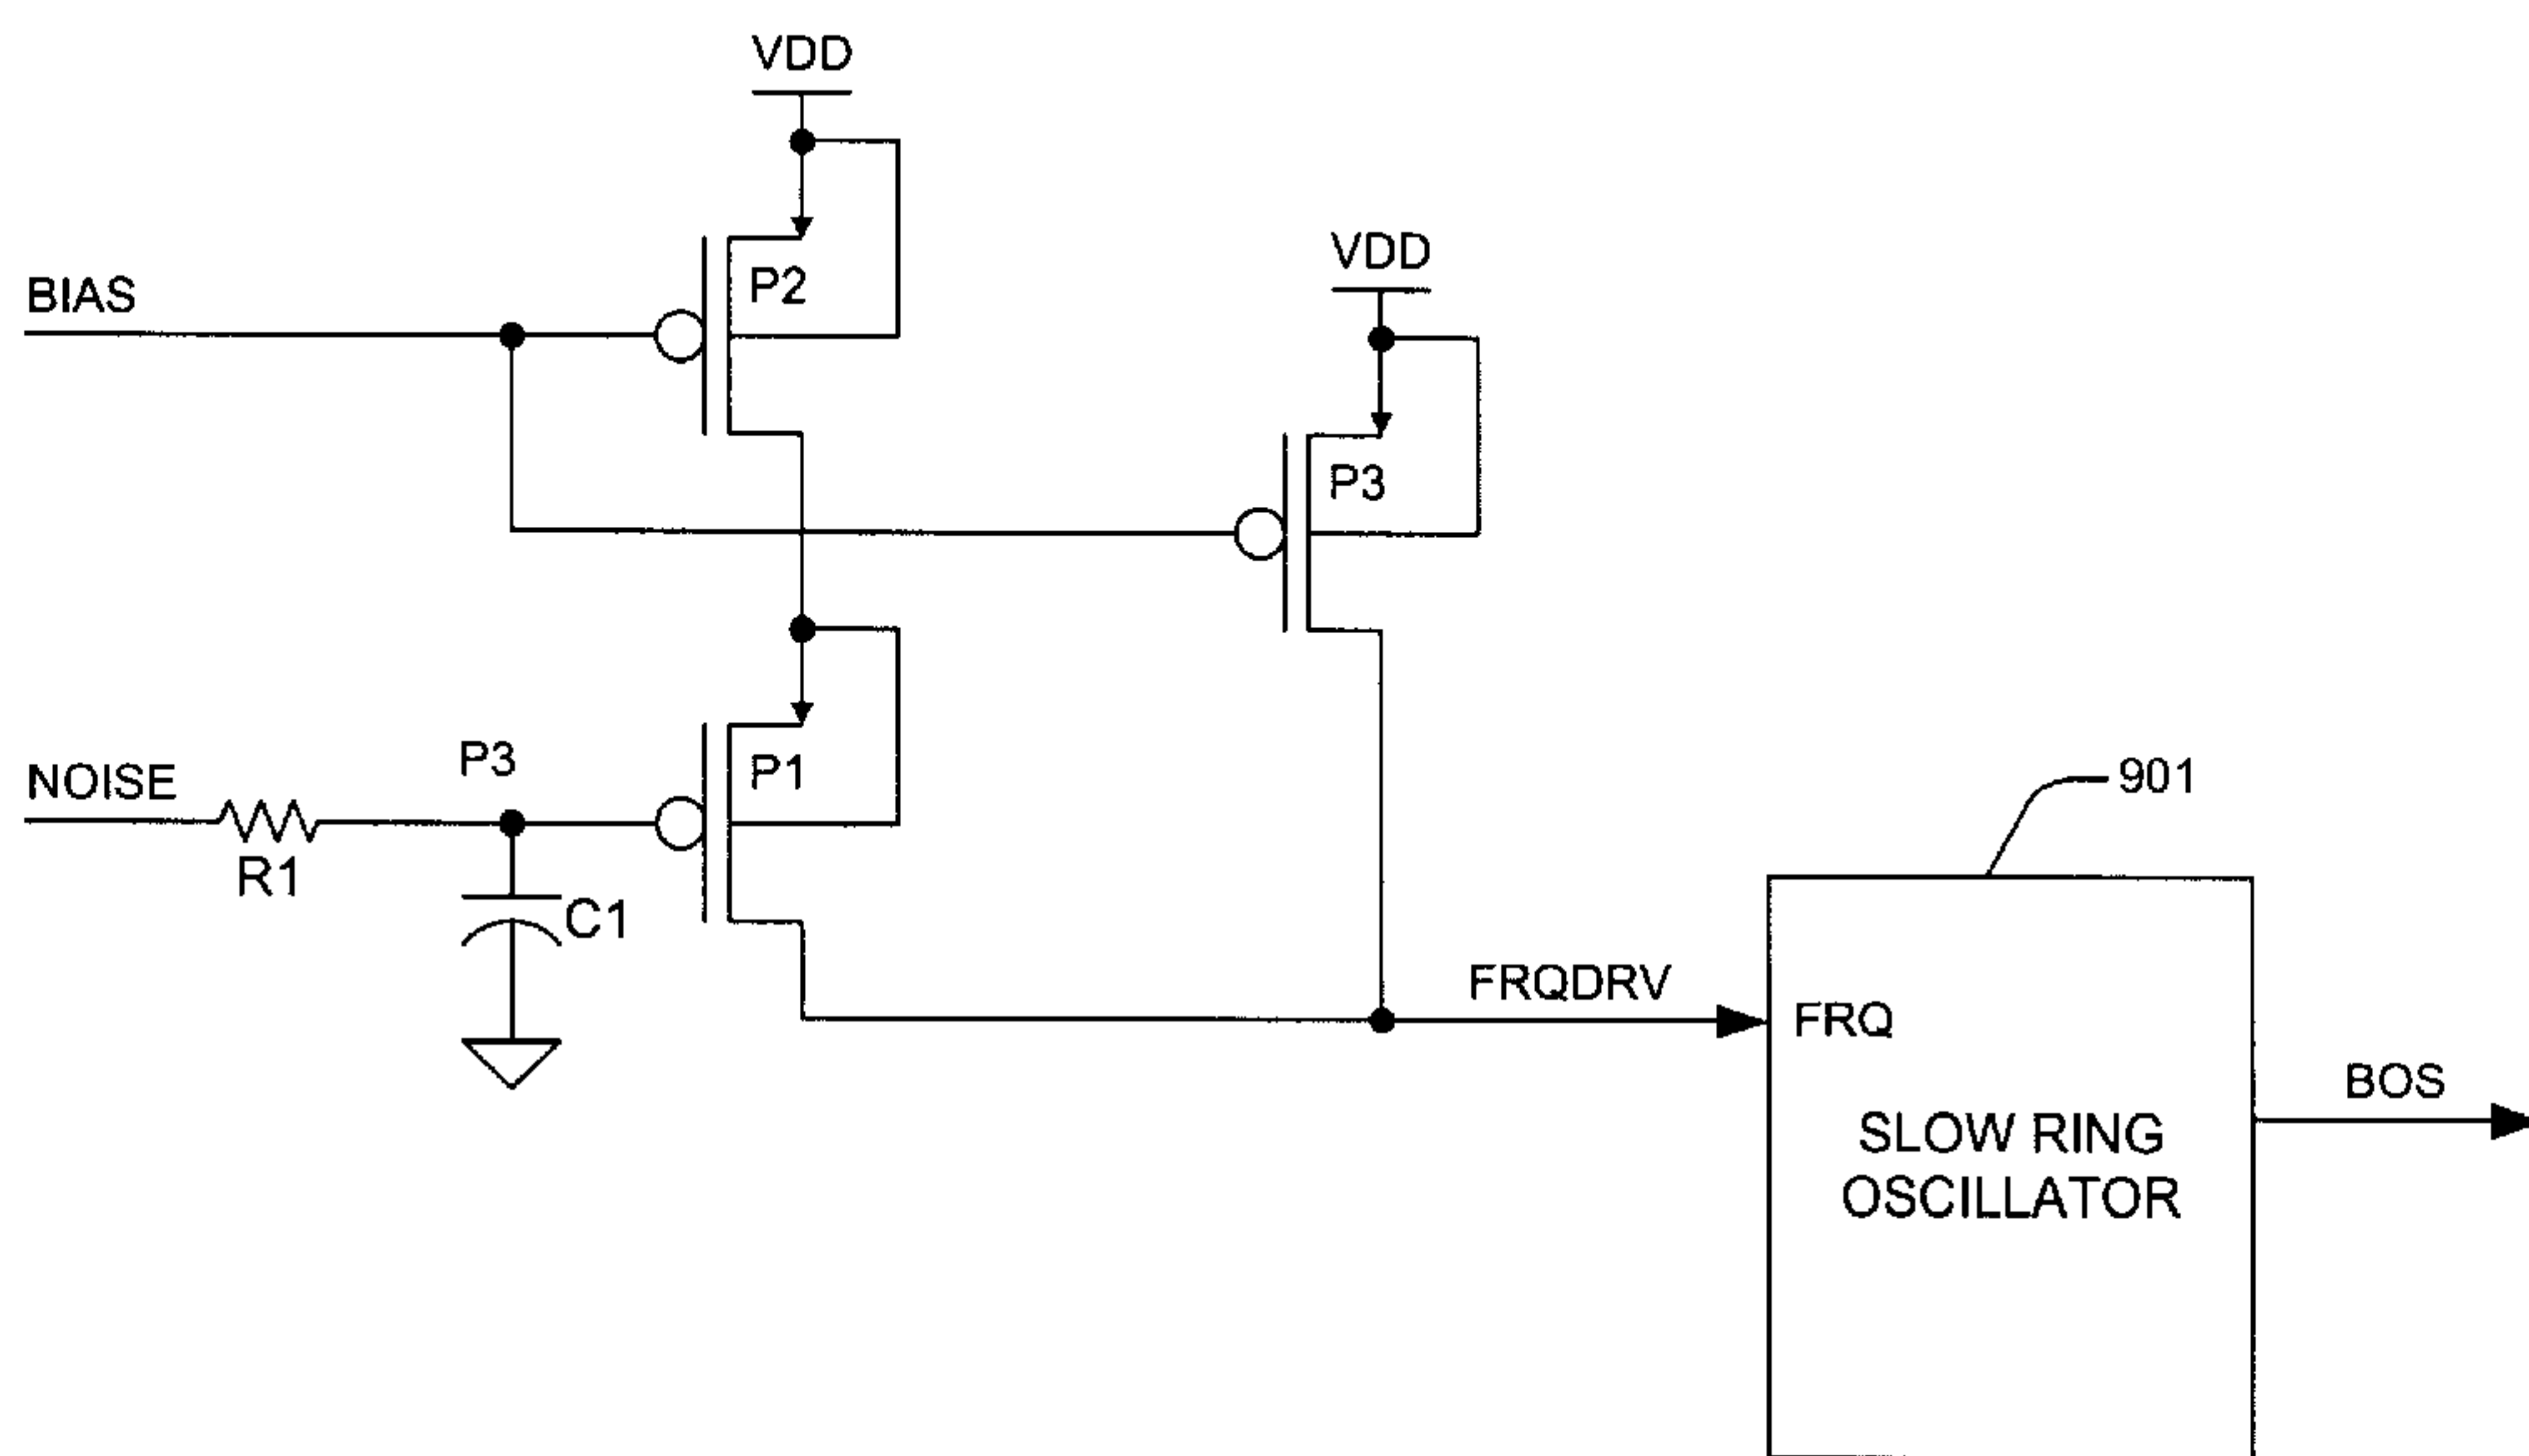 VDD
VDD
BIAS
P2
P3
NOISE
P3
P1
R1
C1
901
FRQDRV
FRQ
BOS
SLOW RING
OSCILLATOR